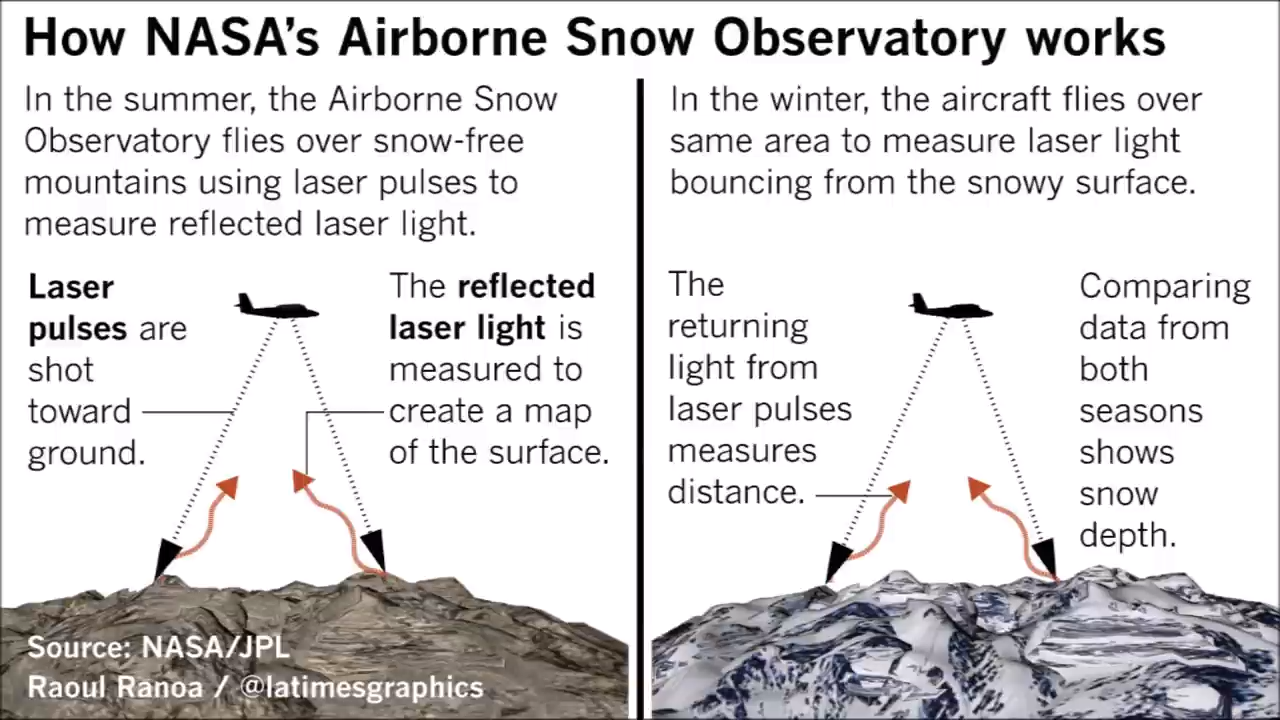 How NASA's Airborne Snow Observatory works
In the summer, the Airborne Snow
Observatory flies over snow-free
mountains using laser pulses to
measure reflected laser light.
Laser
pulses are
shot
toward
ground.
The reflected
laser light is
measured to
create a map
of the surface.
Source: NASA/JPL
Raoul Ranoa / @latimesgraphics
In the winter, the aircraft flies over
same area to measure laser light
bouncing from the snowy surface.
The
returning
light from
laser pulses
measures
distance.
Comparing
data from
both
seasons
shows
snow
depth.